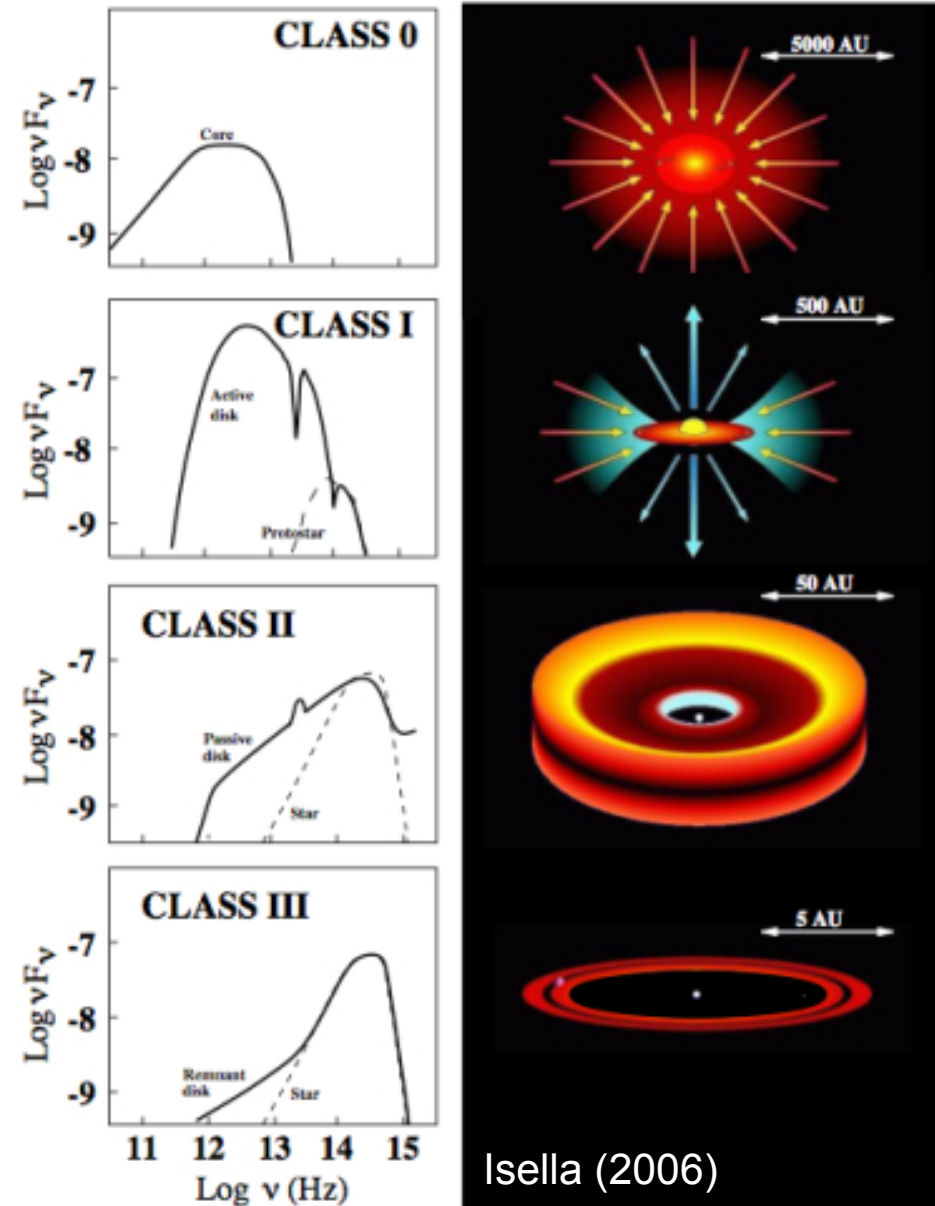 CLASS 0
Log νFν
-7
-8
-9
Core
5000 AU
CLASS I
Log νFν
-7
-8
-9
Active
disk
Protostar
500 AU
CLASS II
Log νFν
-7
-8
-9
Passive
disk
Star
50 AU
CLASS III
Log νFν
-7
-8
-9
Remnant
disk
Star
5 AU
11 12 13 14 15
Log ν (Hz)
Isella (2006)